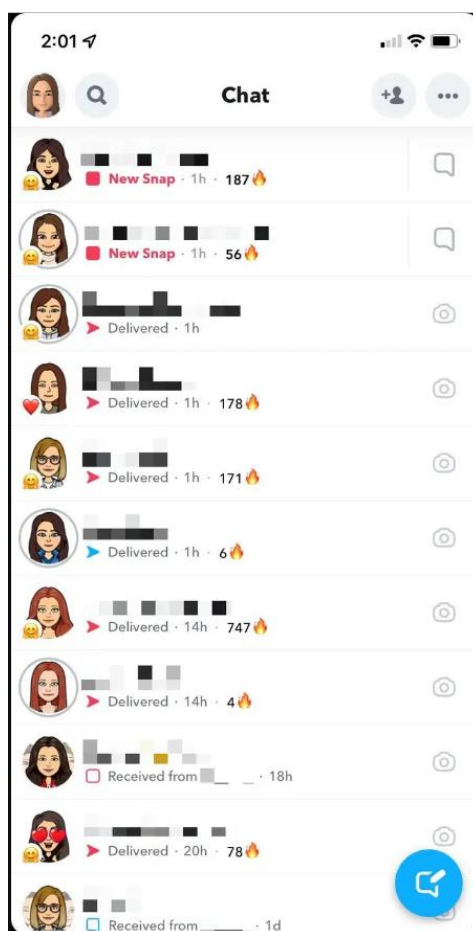 2:01
Chat
New Snap · 1h · 187🔥
New Snap · 1h · 56🔥
Delivered · 1h
Delivered · 1h · 178🔥
Delivered · 1h · 171🔥
Delivered · 1h · 6🔥
Delivered · 14h · 747🔥
Delivered · 14h · 4🔥
Received from · 18h
Delivered · 20h · 78🔥
Received from · 1d